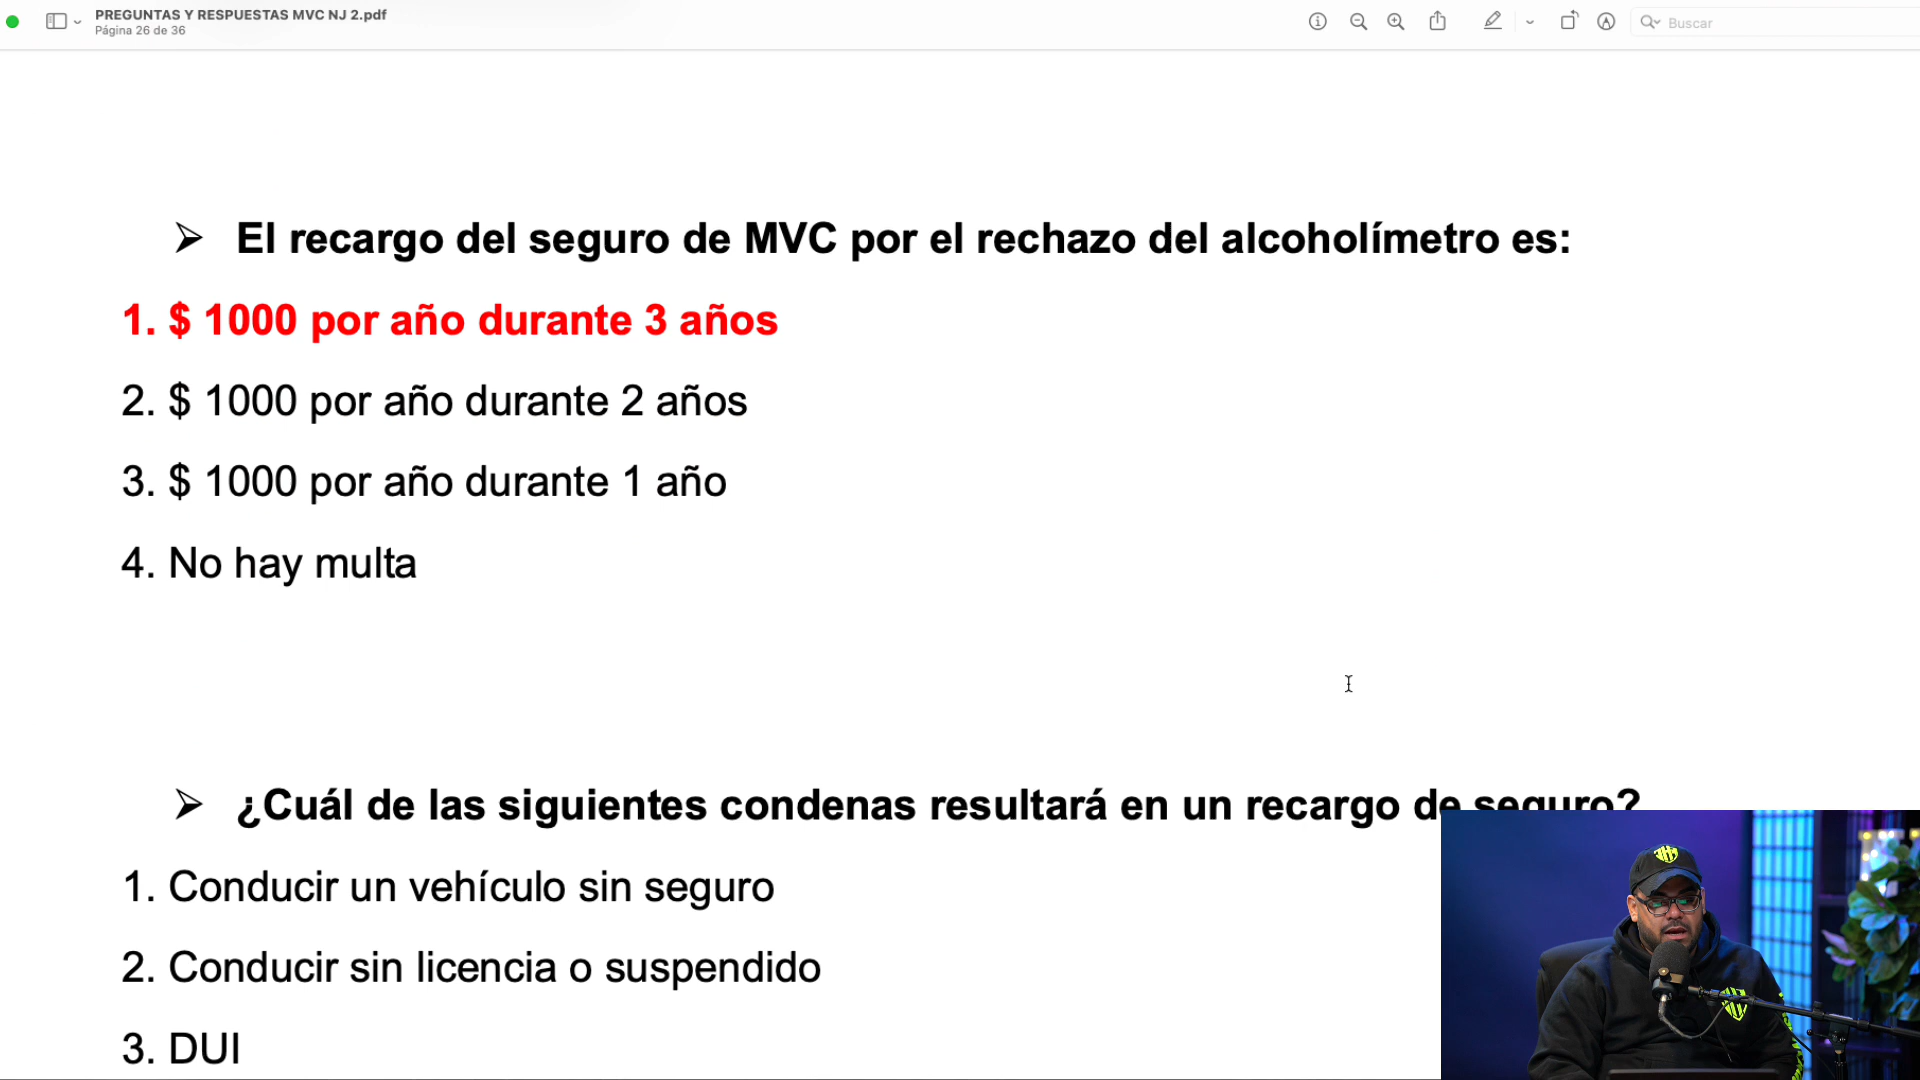 PREGUNTAS Y RESPUESTAS MVC NJ 2.pdf
Página 26 de 36
Buscar
➢ El recargo del seguro de MVC por el rechazo del alcoholímetro es:
1. $ 1000 por año durante 3 años
2. $ 1000 por año durante 2 años
3. $ 1000 por año durante 1 año
4. No hay multa
➢ ¿Cuál de las siguientes condenas resultará en un recargo de seguro?
1. Conducir un vehículo sin seguro
2. Conducir sin licencia o suspendido
3. DUI